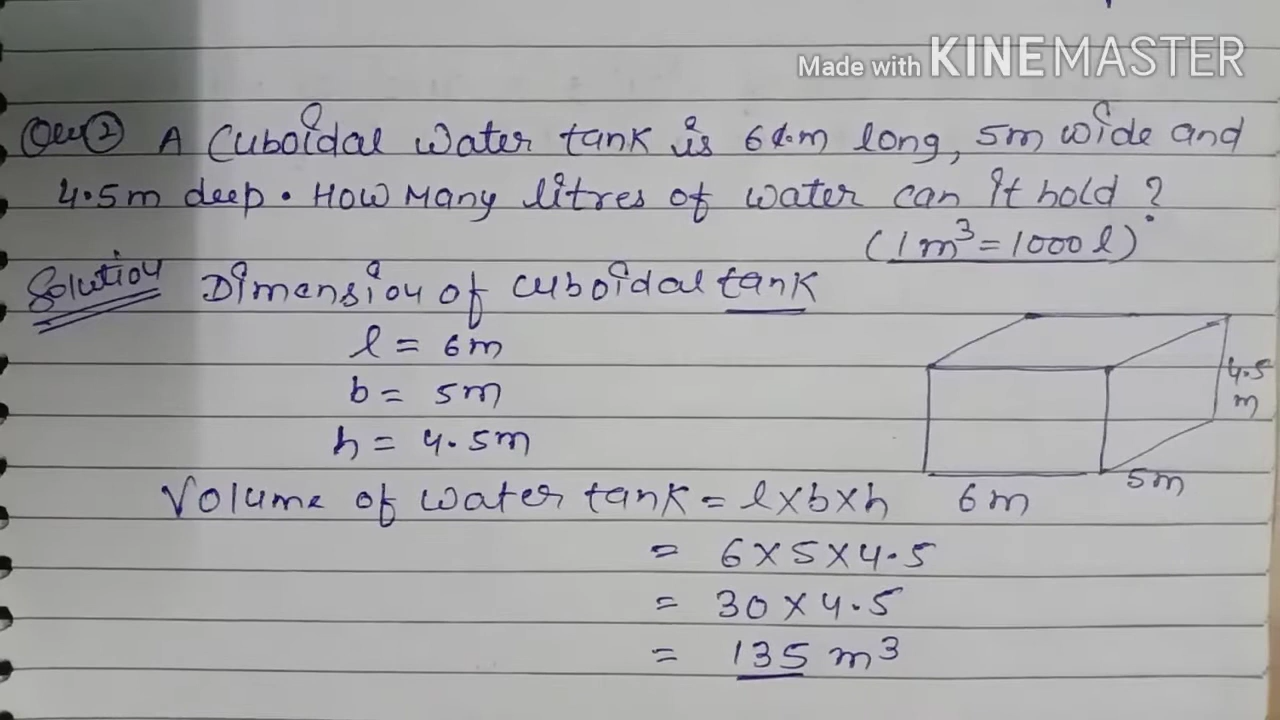 Made with KINEMASTER
Que② A Cuboidal water tank is 6m long, 5m wide and
4.5m deep. How Many litres of water can it hold?
(1m³=1000l)
Solution Dimension of cuboidal tank
l = 6m
b = 5m
h = 4.5m
4.5
m
5m
Volume of water tank = l×b×h 6m
= 6×5×4.5
= 30×4.5
= 135 m³